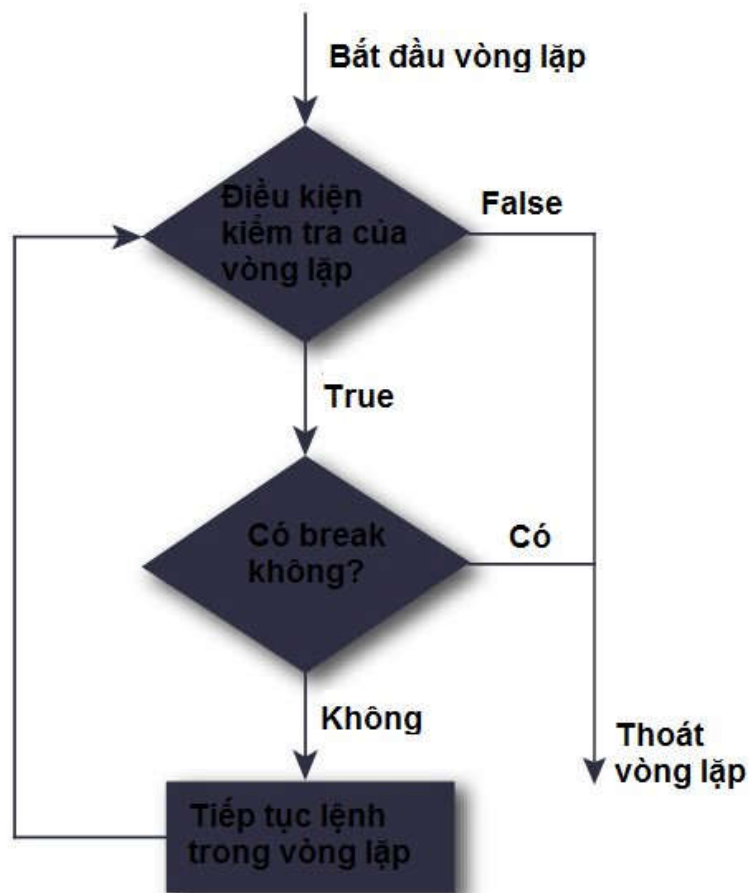 Bắt đầu vòng lặp
Điều kiện
kiểm tra của
vòng lặp
False
True
Có break
không?
Có
Không
Thoát
vòng lặp
Tiếp tục lệnh
trong vòng lặp